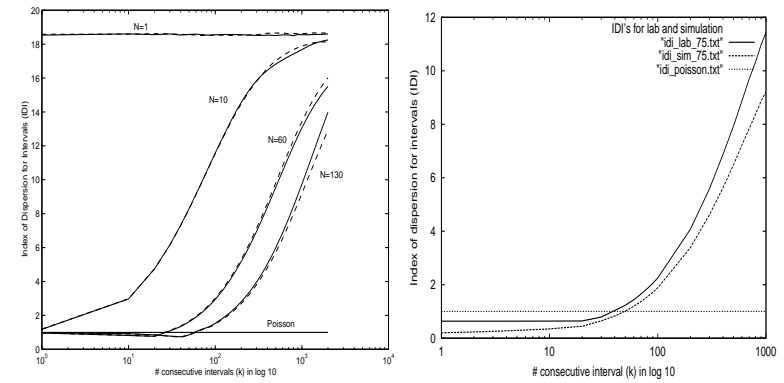 20
18
16
14
12
10
8
6
4
2
0
Index of Dispersion for Intervals (IDI)
N=1
N=10
N=60
N=130
Poisson
10^0
10^1
10^2
10^3
10^4
# consecutive intervals (k) in log 10
12
10
8
6
4
2
0
Index of dispersion for intervals (IDI)
IDI's for lab and simulation
"idi_lab_75.txt"
"idi_sim_75.txt"
"idi_poisson.txt"
1
10
100
1000
# consecutive interval (k) in log 10